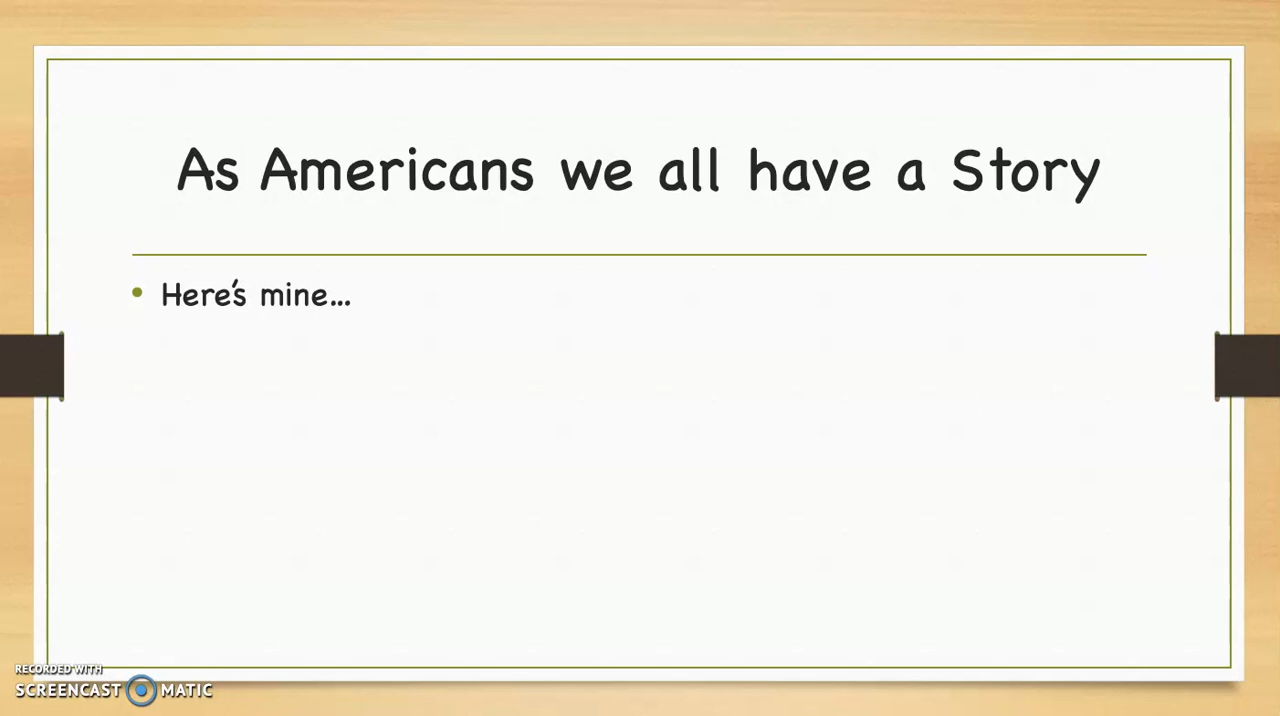 As Americans we all have a Story
• Here's mine...
RECORDED WITH
SCREENCAST MATIC